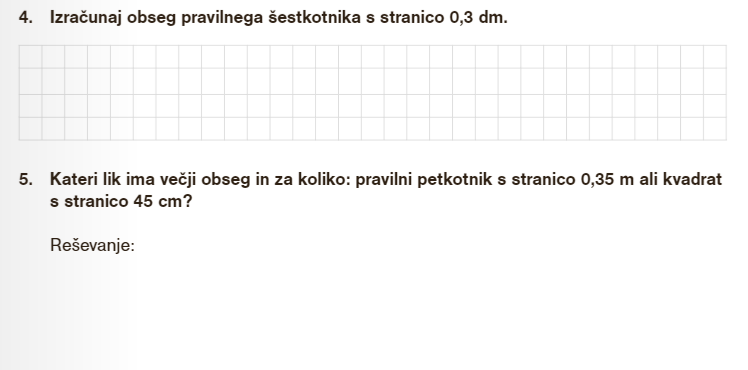 4. Izračunaj obseg pravilnega šestkotnika s stranico 0,3 dm.
5. Kateri lik ima večji obseg in za koliko: pravilni petkotnik s stranico 0,35 m ali kvadrat
s stranico 45 cm?
Reševanje: